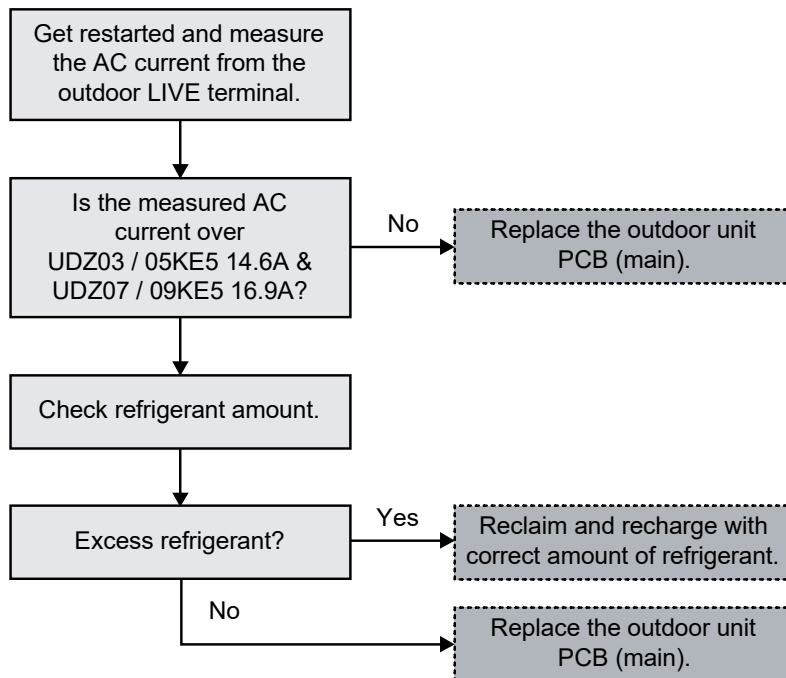 Get restarted and measure
the AC current from the
outdoor LIVE terminal.
Is the measured AC
current over
UDZ03 / 05KE5 14.6A &
UDZ07 / 09KE5 16.9A?
No
Replace the outdoor unit
PCB (main).
Check refrigerant amount.
Excess refrigerant?
Yes
Reclaim and recharge with
correct amount of refrigerant.
No
Replace the outdoor unit
PCB (main).